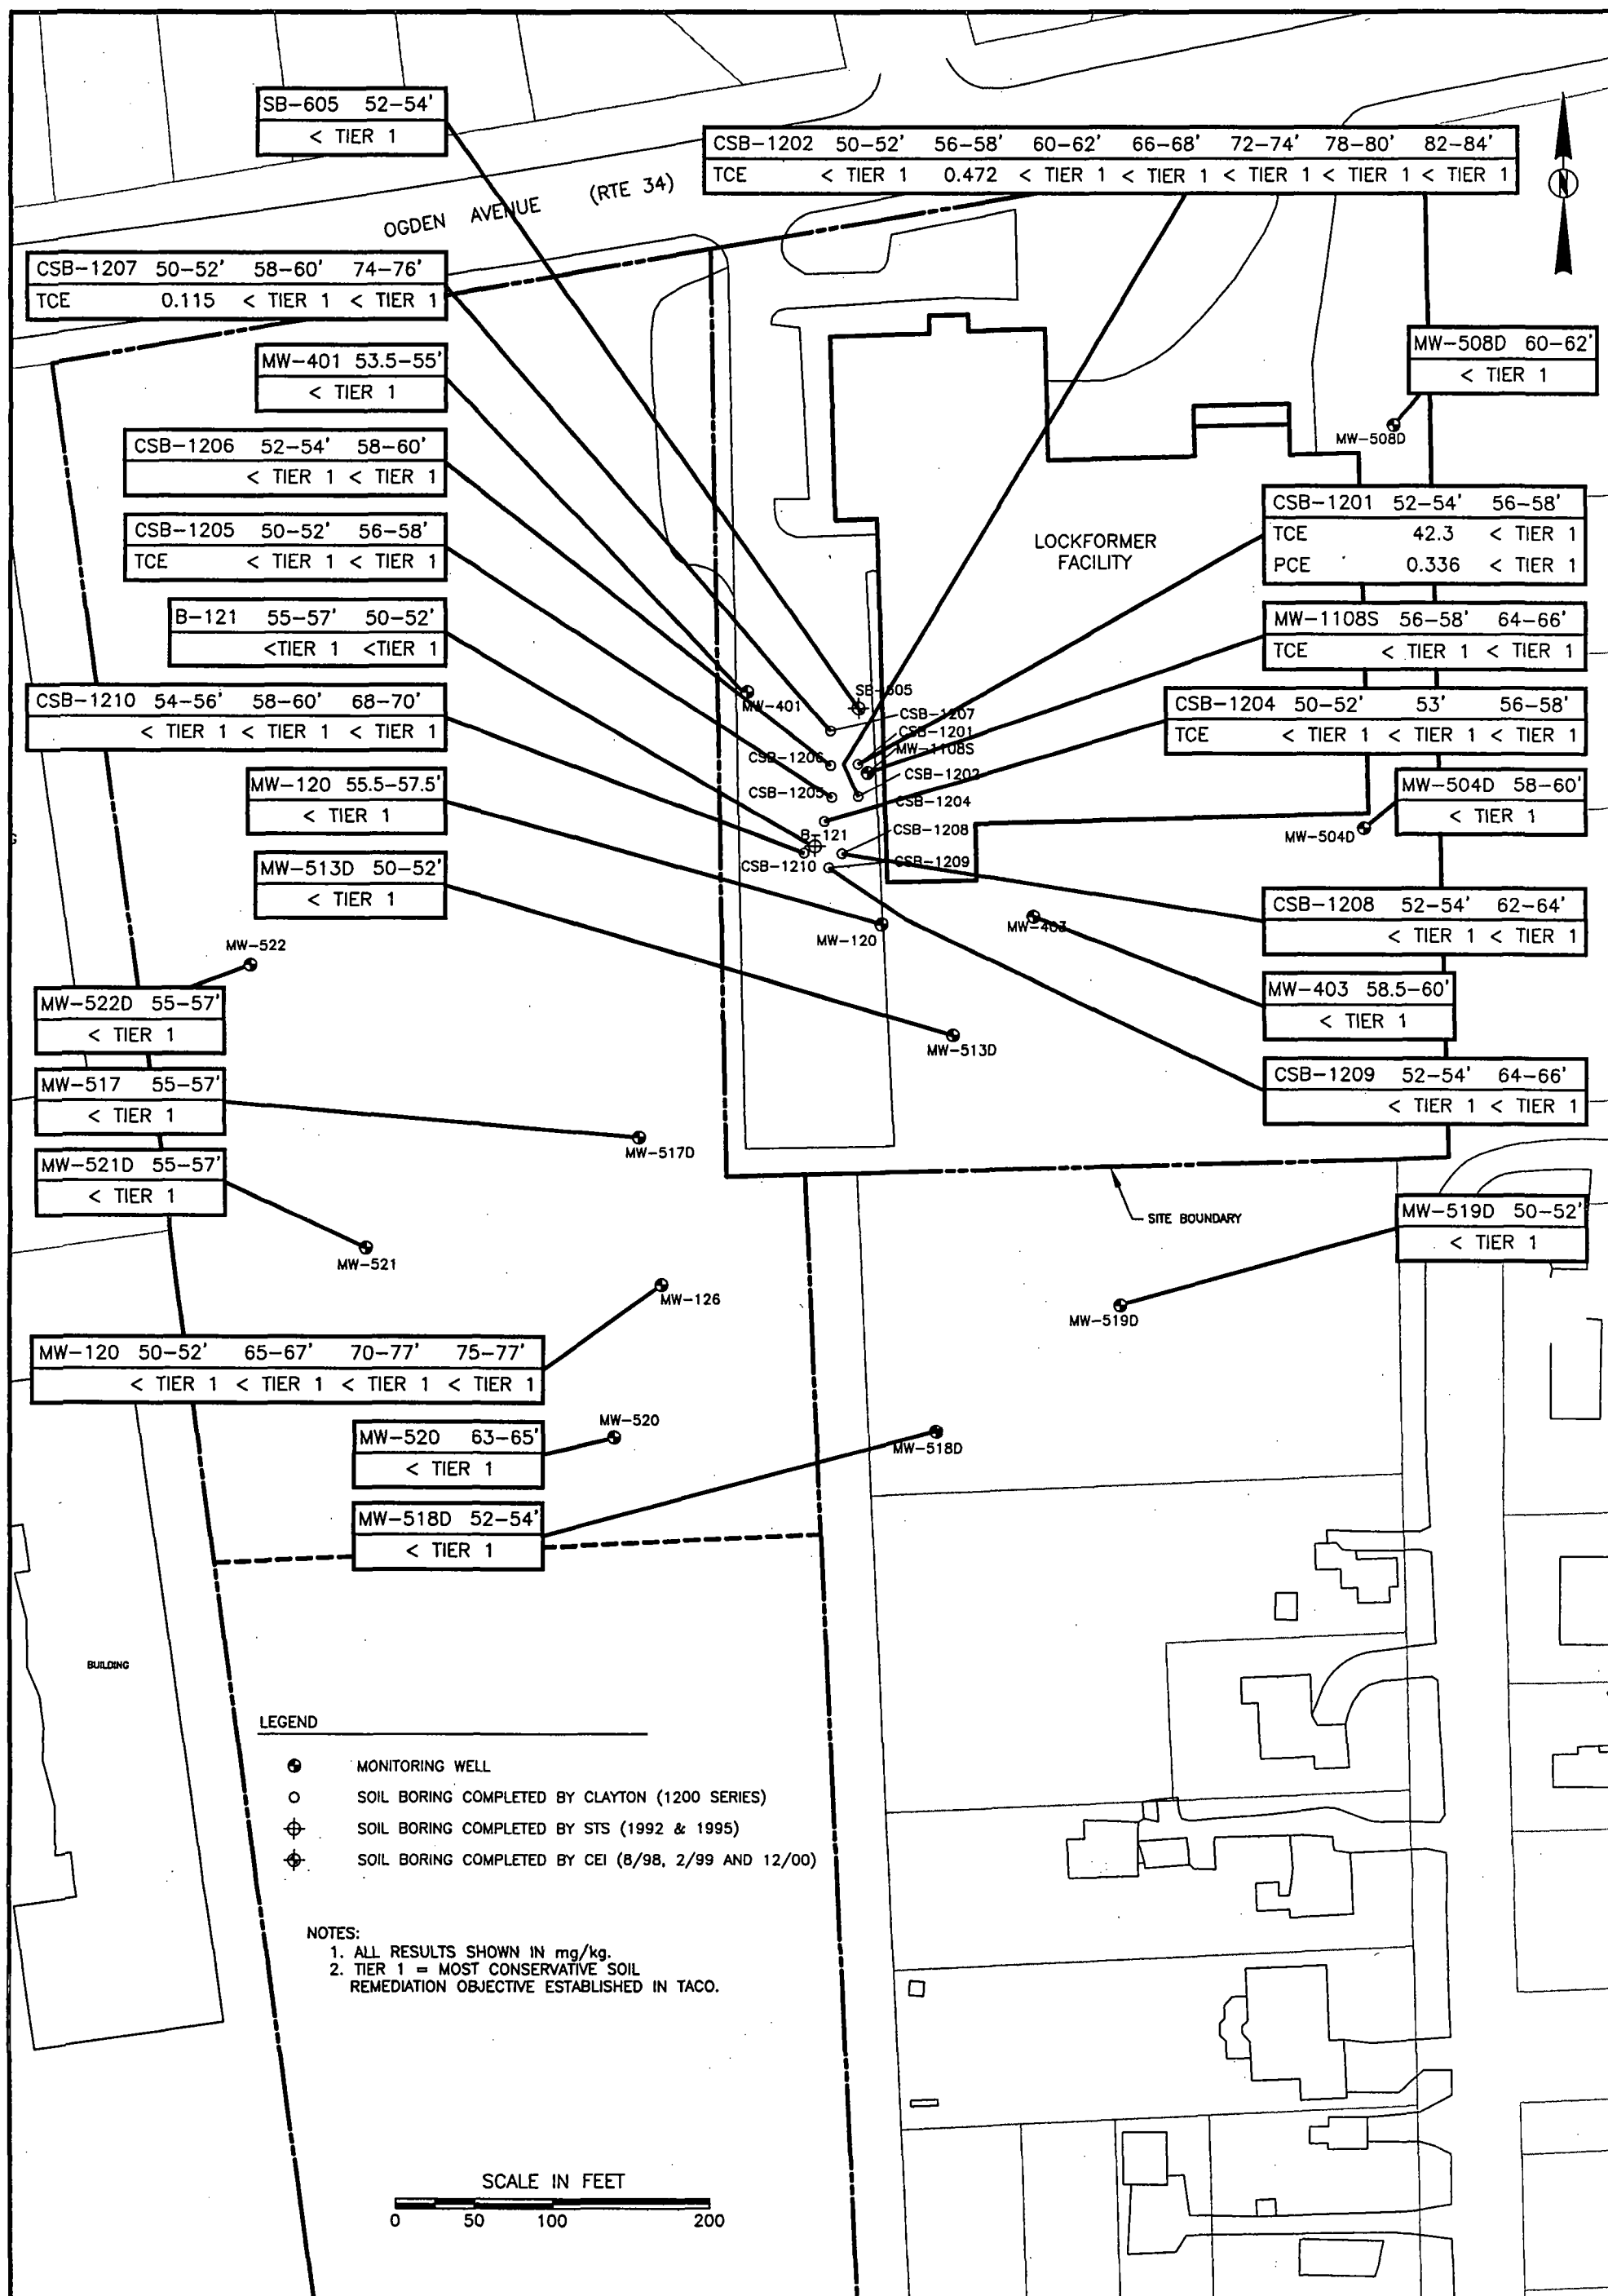 SB-605 52-54'
< TIER 1
CSB-1202 50-52' 56-58' 60-62' 66-68' 72-74' 78-80' 82-84'
TCE < TIER 1 0.472 < TIER 1 < TIER 1 < TIER 1 < TIER 1 < TIER 1
OGDEN AVENUE (RTE 34)
N
CSB-1207 50-52' 58-60' 74-76'
TCE 0.115 < TIER 1 < TIER 1
MW-401 53.5-55'
< TIER 1
MW-508D 60-62'
< TIER 1
MW-508D
CSB-1206 52-54' 58-60'
< TIER 1 < TIER 1
CSB-1205 50-52' 56-58'
TCE < TIER 1 < TIER 1
LOCKFORMER
FACILITY
CSB-1201 52-54' 56-58'
TCE 42.3 < TIER 1
PCE 0.336 < TIER 1
B-121 55-57' 50-52'
<TIER 1 <TIER 1
MW-1108S 56-58' 64-66'
TCE < TIER 1 < TIER 1
CSB-1210 54-56' 58-60' 68-70'
< TIER 1 < TIER 1 < TIER 1
CSB-1204 50-52' 53' 56-58'
TCE < TIER 1 < TIER 1 < TIER 1
SB-605
MW-401
CSB-1207
CSB-1201
MW-1108S
CSB-1206
CSB-1202
CSB-1205
CSB-1204
B-121
CSB-1208
CSB-1210
CSB-1209
MW-120 55.5-57.5'
< TIER 1
MW-504D 58-60'
< TIER 1
MW-504D
MW-513D 50-52'
< TIER 1
CSB-1208 52-54' 62-64'
< TIER 1 < TIER 1
MW-403
MW-120
MW-522
MW-522D 55-57'
< TIER 1
MW-403 58.5-60'
< TIER 1
MW-513D
MW-517 55-57'
< TIER 1
CSB-1209 52-54' 64-66'
< TIER 1 < TIER 1
MW-517D
MW-521D 55-57'
< TIER 1
SITE BOUNDARY
MW-519D 50-52'
< TIER 1
MW-521
MW-126
MW-519D
MW-120 50-52' 65-67' 70-77' 75-77'
< TIER 1 < TIER 1 < TIER 1 < TIER 1
MW-520
MW-520 63-65'
< TIER 1
MW-518D
MW-518D 52-54'
< TIER 1
BUILDING
LEGEND
MONITORING WELL
SOIL BORING COMPLETED BY CLAYTON (1200 SERIES)
SOIL BORING COMPLETED BY STS (1992 & 1995)
SOIL BORING COMPLETED BY CEI (8/98, 2/99 AND 12/00)
NOTES:
1. ALL RESULTS SHOWN IN mg/kg.
2. TIER 1 = MOST CONSERVATIVE SOIL
REMEDIATION OBJECTIVE ESTABLISHED IN TACO.
SCALE IN FEET
0 50 100 200